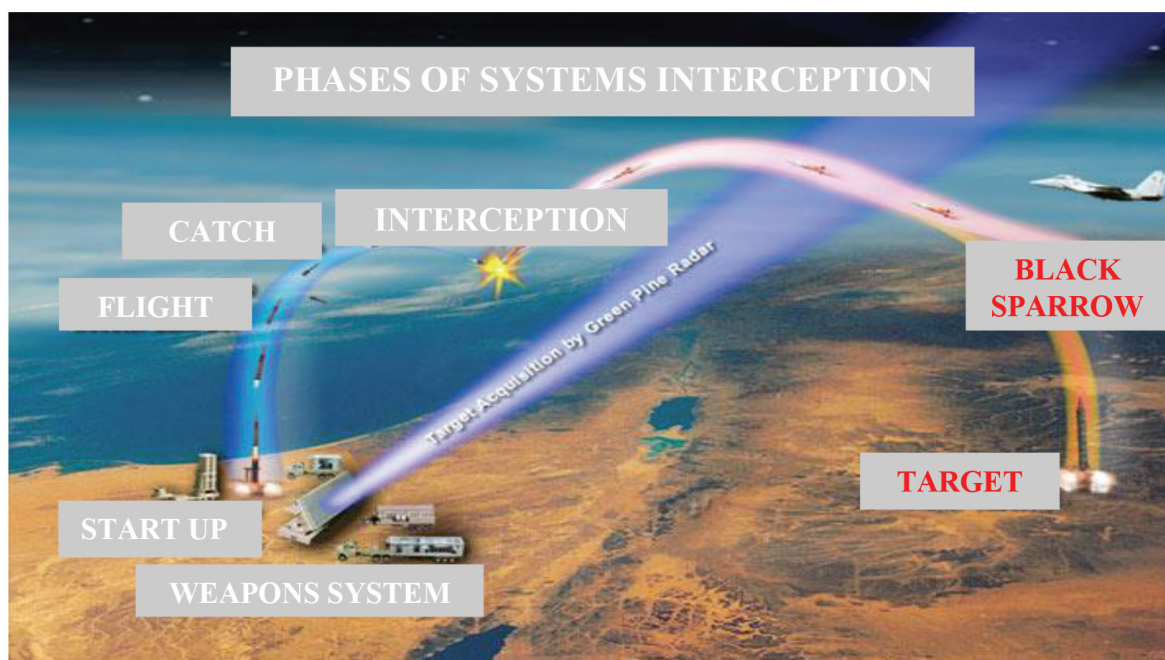 PHASES OF SYSTEMS INTERCEPTION
CATCH
INTERCEPTION
FLIGHT
Target Acquisition by Green Pine Radar
BLACK
SPARROW
TARGET
START UP
WEAPONS SYSTEM